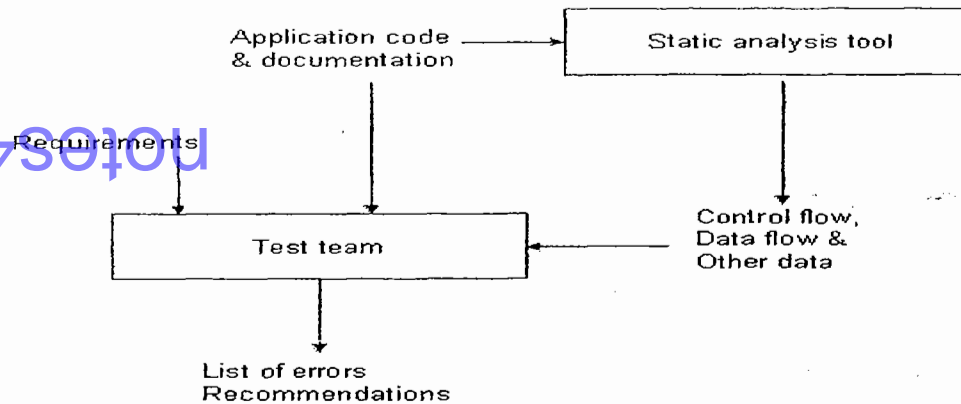 Application code
& documentation
Static analysis tool
Requirements
notes4
Test team
Control flow,
Data flow &
Other data
List of errors
Recommendations